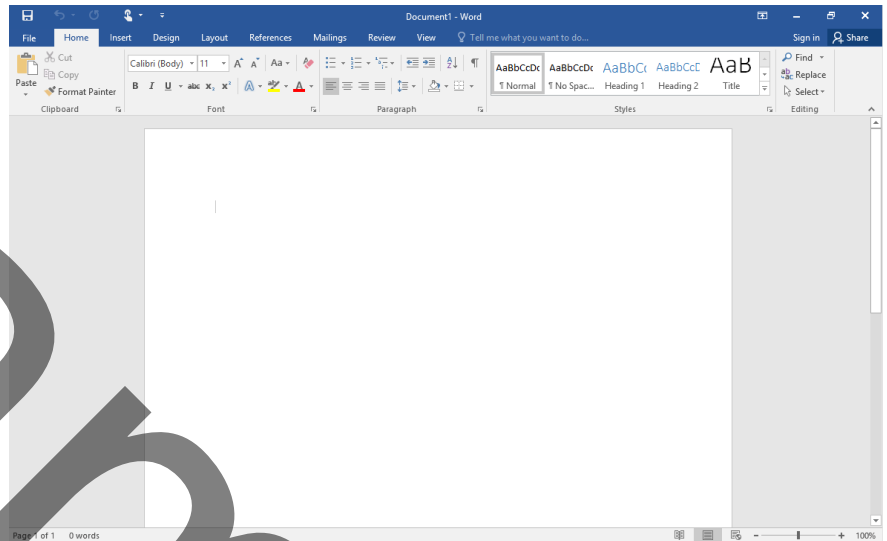 Document1 - Word
File Home Insert Design Layout References Mailings Review View Tell me what you want to do... Sign in Share
Paste
Cut
Copy
Format Painter
Clipboard
Calibri (Body) 11 A A Aa
B I U abc x₂ x² A A
Font
Paragraph
AaBbCcDc AaBbCcDc AaBbCc AaBbCcE AaB
¶ Normal ¶ No Spac... Heading 1 Heading 2 Title
Styles
Find
Replace
Select
Editing
Page 1 of 1 0 words 100%